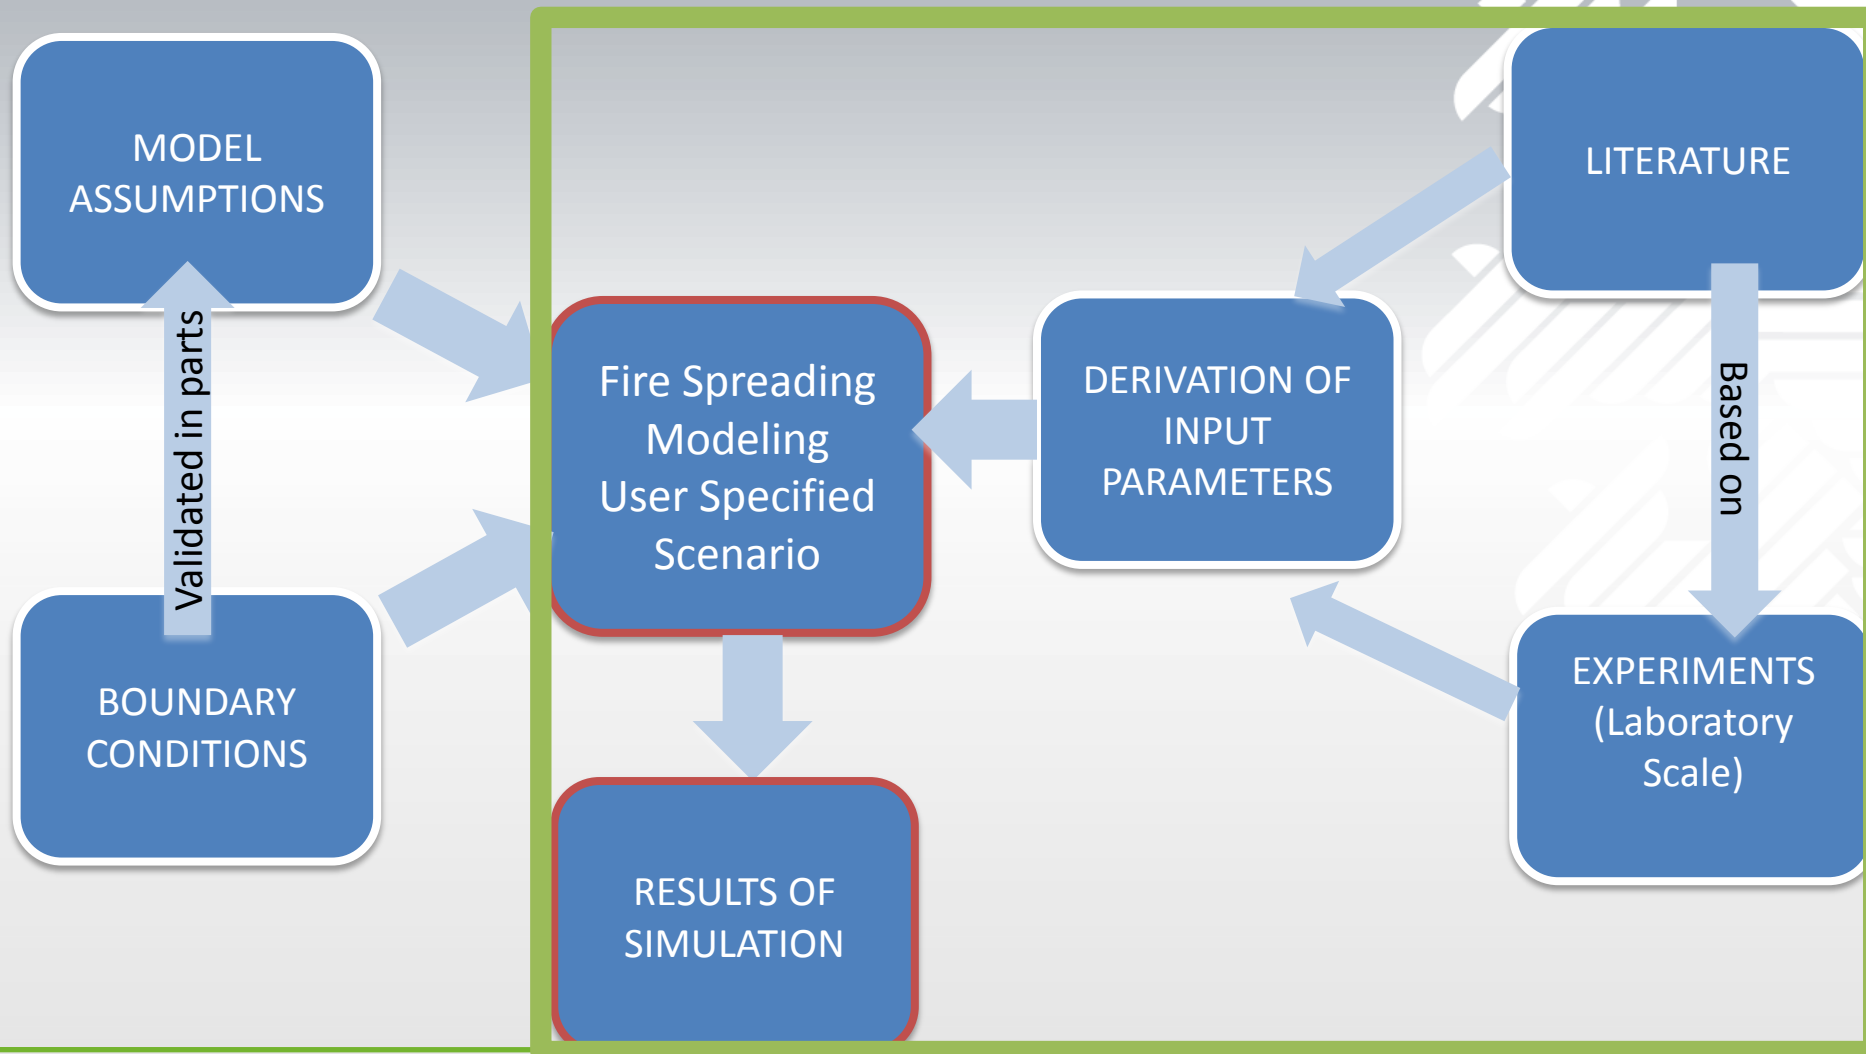 MODEL
ASSUMPTIONS
Validated in parts
BOUNDARY
CONDITIONS
Fire Spreading
Modeling
User Specified
Scenario
RESULTS OF
SIMULATION
DERIVATION OF
INPUT
PARAMETERS
LITERATURE
Based on
EXPERIMENTS
(Laboratory
Scale)